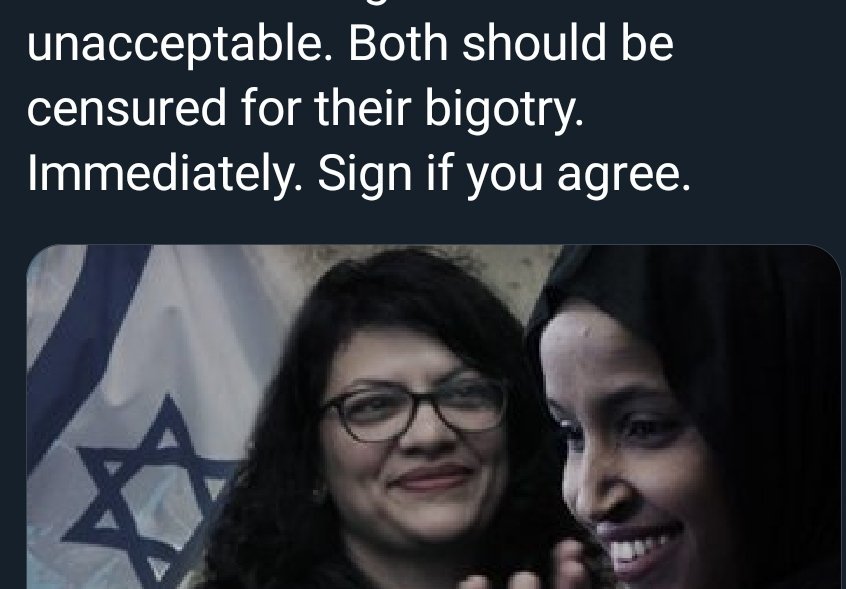 unacceptable. Both should be
censured for their bigotry.
Immediately. Sign if you agree.